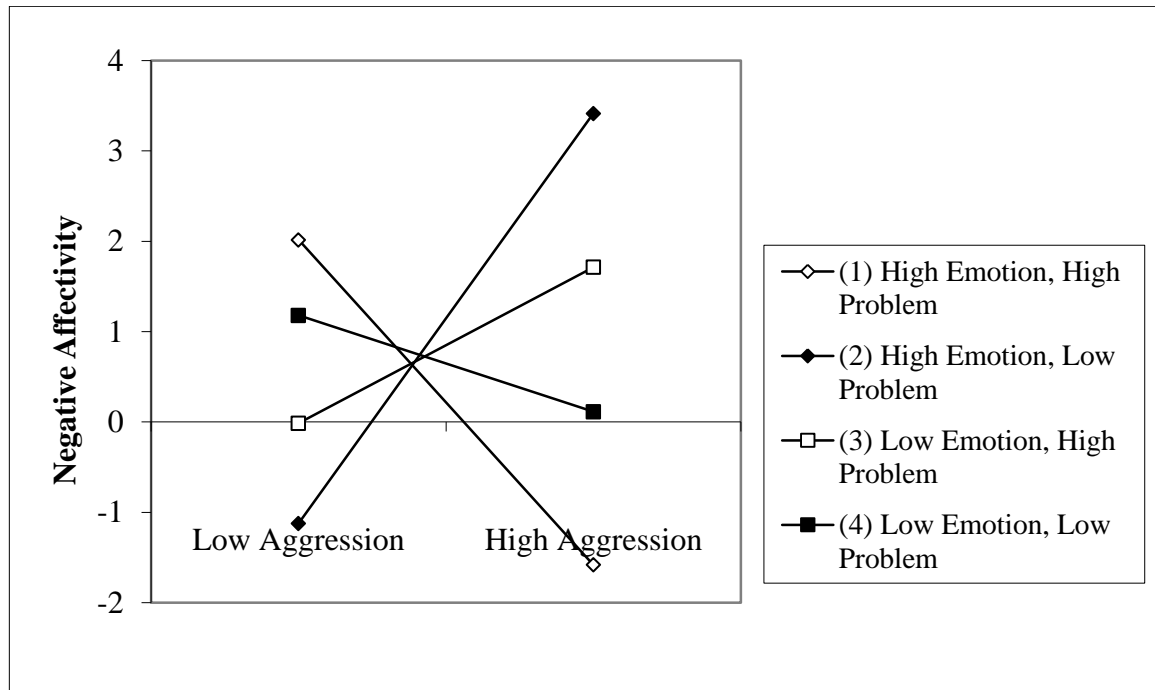 4
3
2
1
0
-1
-2
Negative Affectivity
Low Aggression
High Aggression
(1) High Emotion, High
Problem
(2) High Emotion, Low
Problem
(3) Low Emotion, High
Problem
(4) Low Emotion, Low
Problem